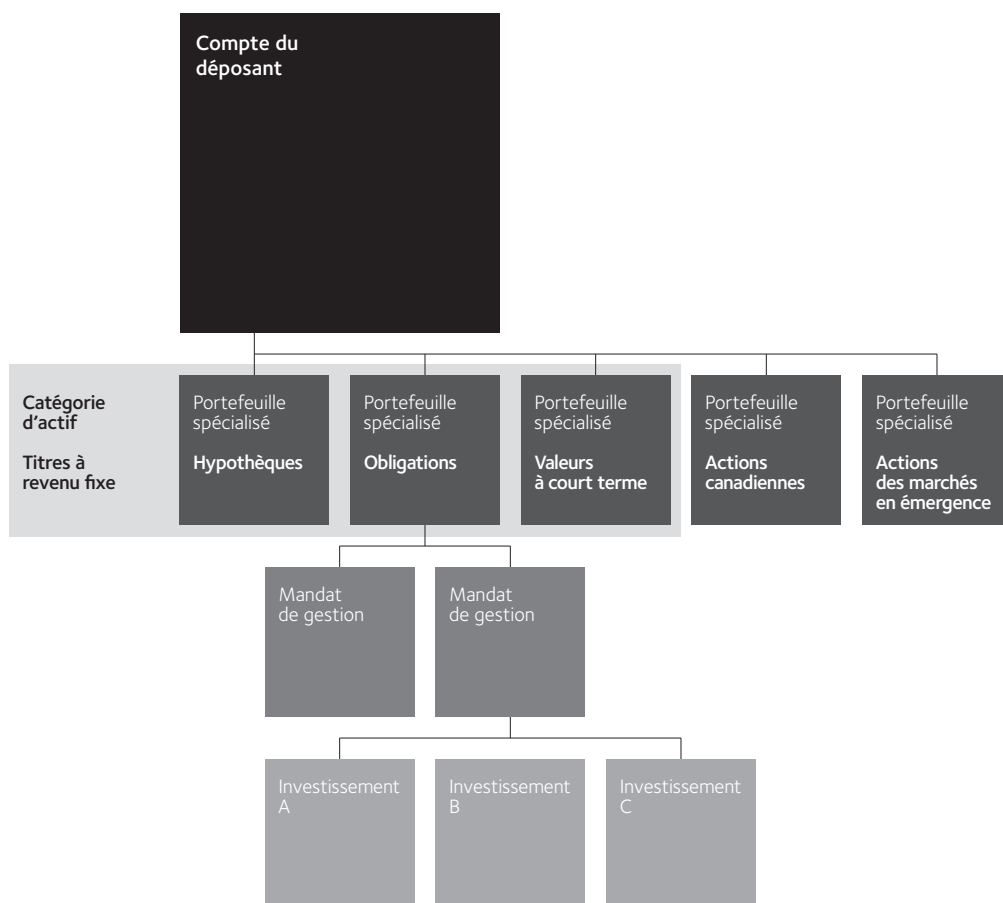 Compte du
déposant
Catégorie
d'actif
Titres à
revenu fixe
Portefeuille
spécialisé
Hypothèques
Portefeuille
spécialisé
Obligations
Portefeuille
spécialisé
Valeurs
à court terme
Portefeuille
spécialisé
Actions
canadiennes
Portefeuille
spécialisé
Actions
des marchés
en émergence
Mandat
de gestion
Mandat
de gestion
Investissement
A
Investissement
B
Investissement
C